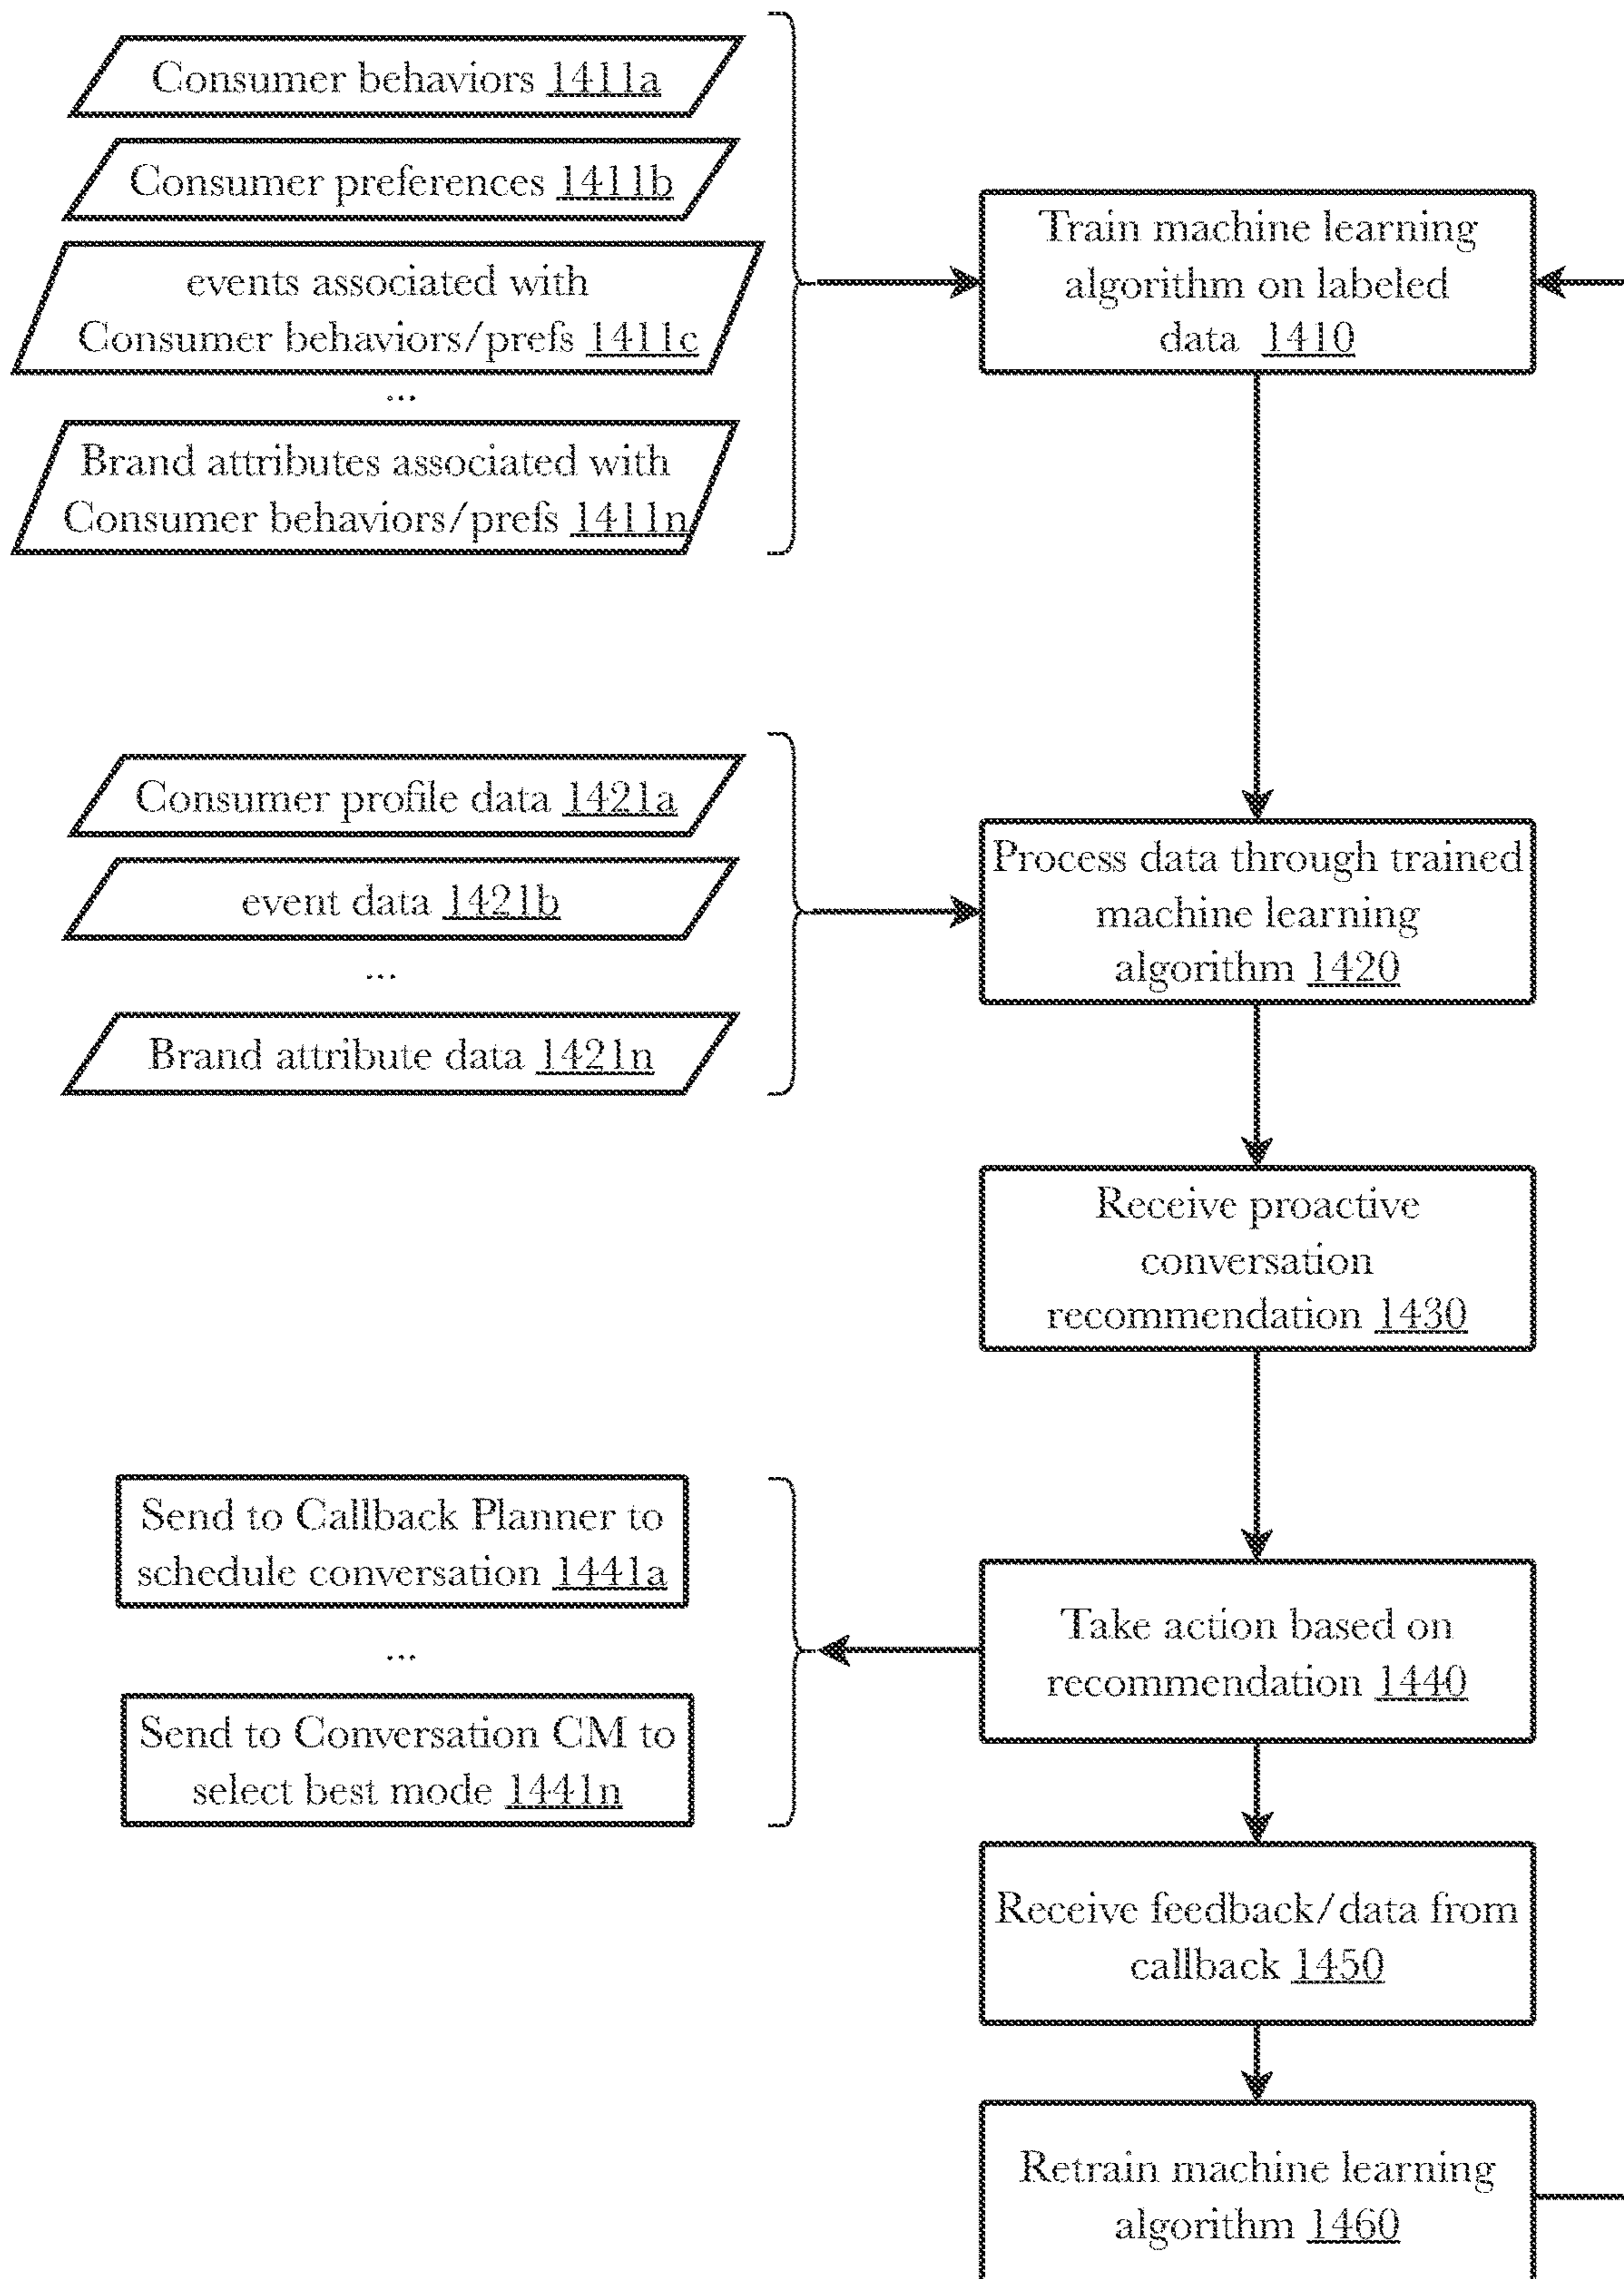 Consumer behaviors 1411a
Consumer preferences 1411b
events associated with
Consumer behaviors/prefs 1411c
...
Brand attributes associated with
Consumer behaviors/prefs 1411n
Train machine learning
algorithm on labeled
data 1410
Consumer profile data 1421a
event data 1421b
...
Brand attribute data 1421n
Process data through trained
machine learning
algorithm 1420
Receive proactive
conversation
recommendation 1430
Send to Callback Planner to
schedule conversation 1441a
...
Send to Conversation CM to
select best mode 1441n
Take action based on
recommendation 1440
Receive feedback/data from
callback 1450
Retrain machine learning
algorithm 1460